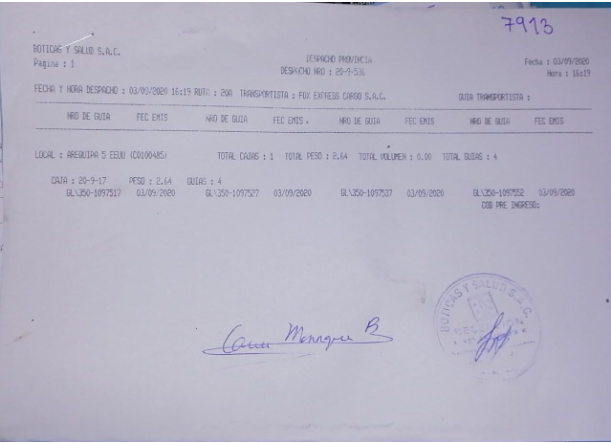 7913
BOTICAS Y SALUD S.A.C.
Pagina : 1
DESPACHO PROVINCIA
DESPACHO NRO : 20-9-536
Fecha : 03/09/2020
Hora : 16:19
FECHA Y HORA DESPACHO : 03/09/2020 16:19 RUTA : 20A TRANSPORTISTA : FOX EXPRESS CARGO S.A.C. GUIA TRANSPORTISTA :
NRO DE GUIA FEC EMIS NRO DE GUIA FEC EMIS . NRO DE GUIA FEC EMIS NRO DE GUIA FEC EMIS
LOCAL : AREQUIPA 5 EEUU (C0100485) TOTAL CAJAS : 1 TOTAL PESO : 2.64 TOTAL VOLUMEN : 0.00 TOTAL GUIAS : 4
CAJA : 20-9-17 PESO : 2.64 GUIAS : 4
GL\350-1097517 03/09/2020 GL\350-1097527 03/09/2020 GL\350-1097537 03/09/2020 GL\350-1097552 03/09/2020
COD PRE INGRESO:
BOTICAS Y SALUD S.A.C.